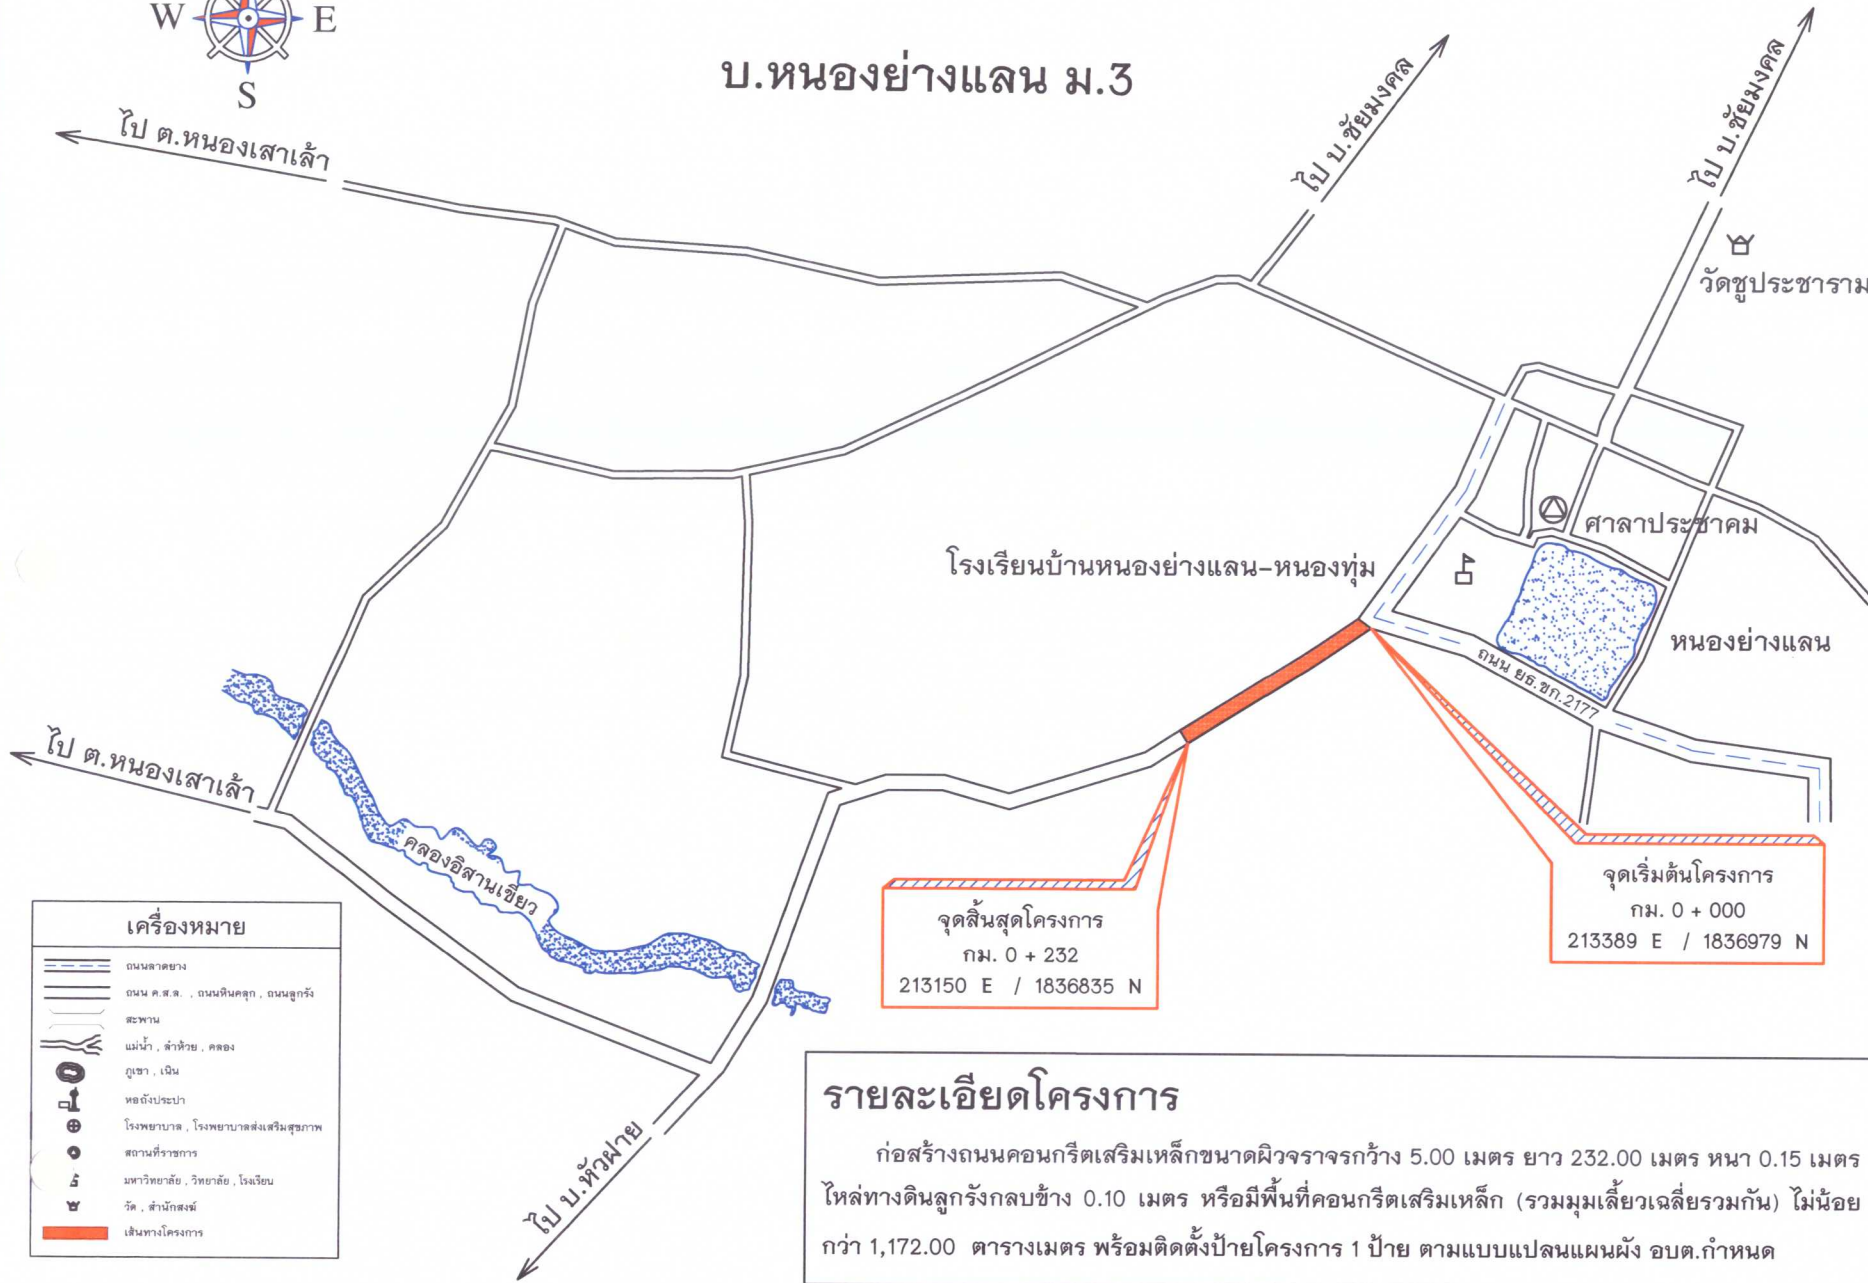 W
E
S
บ.หนองย่างแลน ม.3
ไป ต.หนองเสาเล้า
ไป บ.ชัยมงคล
ไป บ.ชัยมงคล
วัดชูประชาราม
ศาลาประชาคม
โรงเรียนบ้านหนองย่างแลน-หนองทุ่ม
หนองย่างแลน
ถนน ยธ.ขก.2177
ไป ต.หนองเสาเล้า
คลองอิสานเขียว
ไป บ.หัวฝาย
จุดสิ้นสุดโครงการ
กม. 0 + 232
213150 E / 1836835 N
จุดเริ่มต้นโครงการ
กม. 0 + 000
213389 E / 1836979 N
เครื่องหมาย
ถนนลาดยาง
ถนน ค.ส.ล. , ถนนหินคลุก , ถนนลูกรัง
สะพาน
แม่น้ำ , ลำห้วย , คลอง
ภูเขา , เนิน
หอถังประปา
โรงพยาบาล , โรงพยาบาลส่งเสริมสุขภาพ
สถานที่ราชการ
มหาวิทยาลัย , วิทยาลัย , โรงเรียน
วัด , สำนักสงฆ์
เส้นทางโครงการ
รายละเอียดโครงการ
ก่อสร้างถนนคอนกรีตเสริมเหล็กขนาดผิวจราจรกว้าง 5.00 เมตร ยาว 232.00 เมตร หนา 0.15 เมตร
ไหล่ทางดินลูกรังกลบข้าง 0.10 เมตร หรือมีพื้นที่คอนกรีตเสริมเหล็ก (รวมมุมเลี้ยวเฉลี่ยรวมกัน) ไม่น้อย
กว่า 1,172.00 ตารางเมตร พร้อมติดตั้งป้ายโครงการ 1 ป้าย ตามแบบแปลนแผนผัง อบต.กำหนด